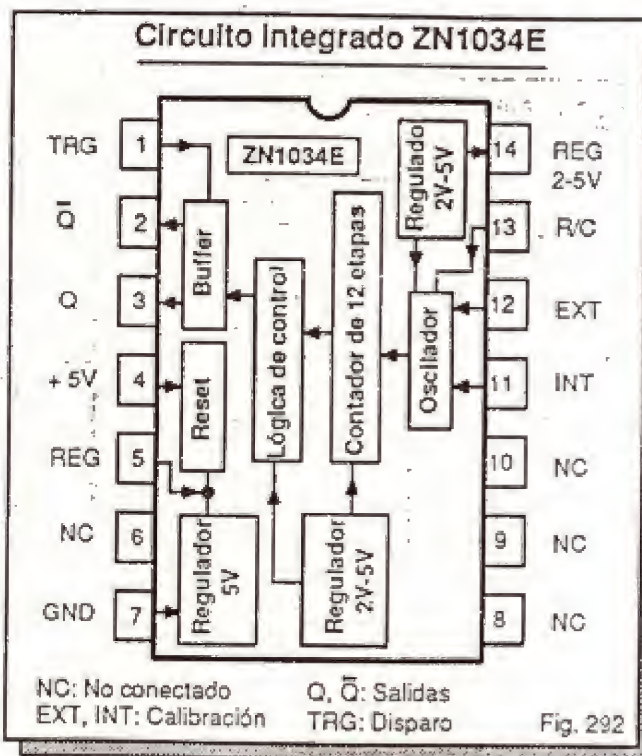 Circuito integrado ZN1034E
TRG 1
Q̅ 2
Q 3
+ 5V 4
REG 5
NC 6
GND 7
ZN1034E
Buffer
Reset
Regulador
5V
Lógica de control
Contador de 12 etapas
Regulador
2V-5V
Regulado
2V-5V
Oscilador
14 REG
2-5V
13 R/C
12 EXT
11 INT
10 NC
9 NC
8 NC
NC: No conectado
Q, Q̅: Salidas
EXT, INT: Calibración
TRG: Disparo
Fig. 292